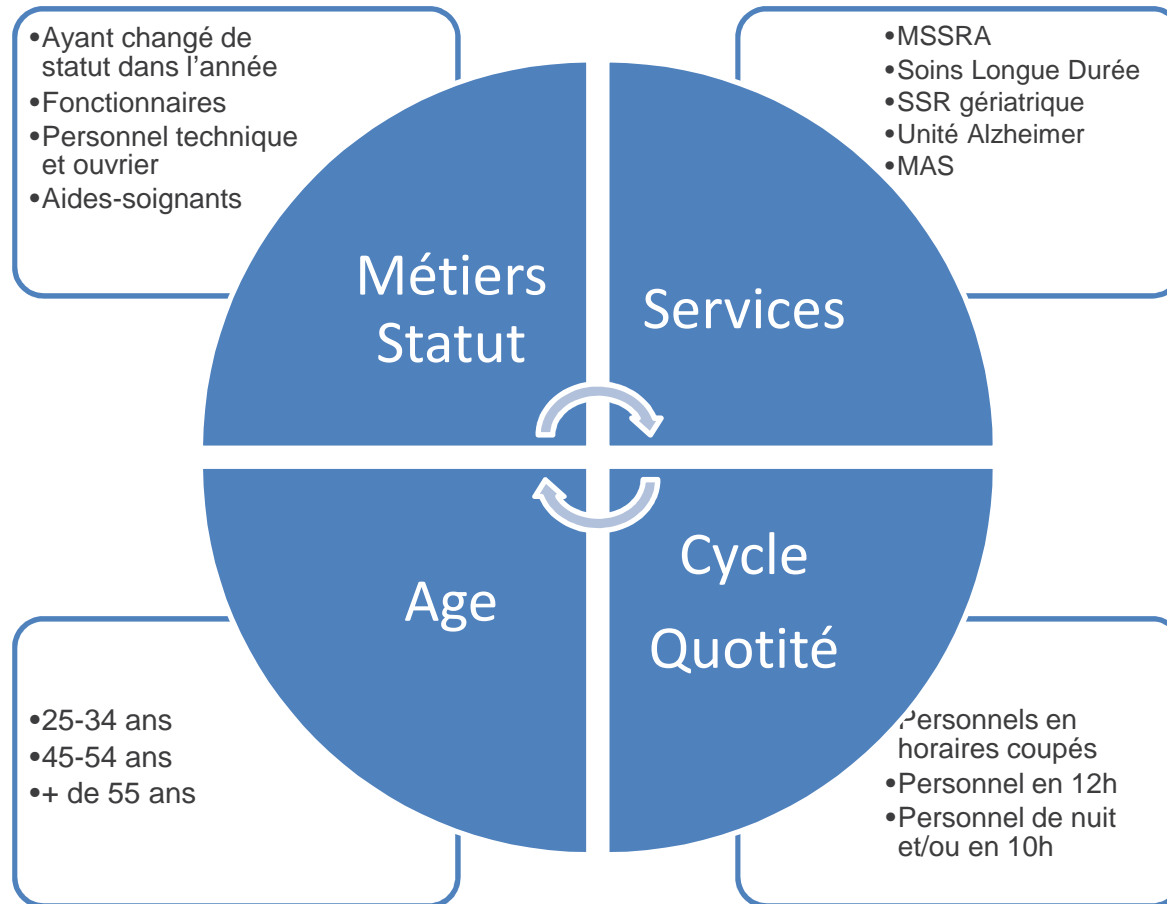 •Ayant changé de
statut dans l'année
•Fonctionnaires
•Personnel technique
et ouvrier
•Aides-soignants
•MSSRA
•Soins Longue Durée
•SSR gériatrique
•Unité Alzheimer
•MAS
Métiers
Statut
Services
Age
Cycle
Quotité
•25-34 ans
•45-54 ans
•+ de 55 ans
Personnels en
horaires coupés
•Personnel en 12h
•Personnel de nuit
et/ou en 10h